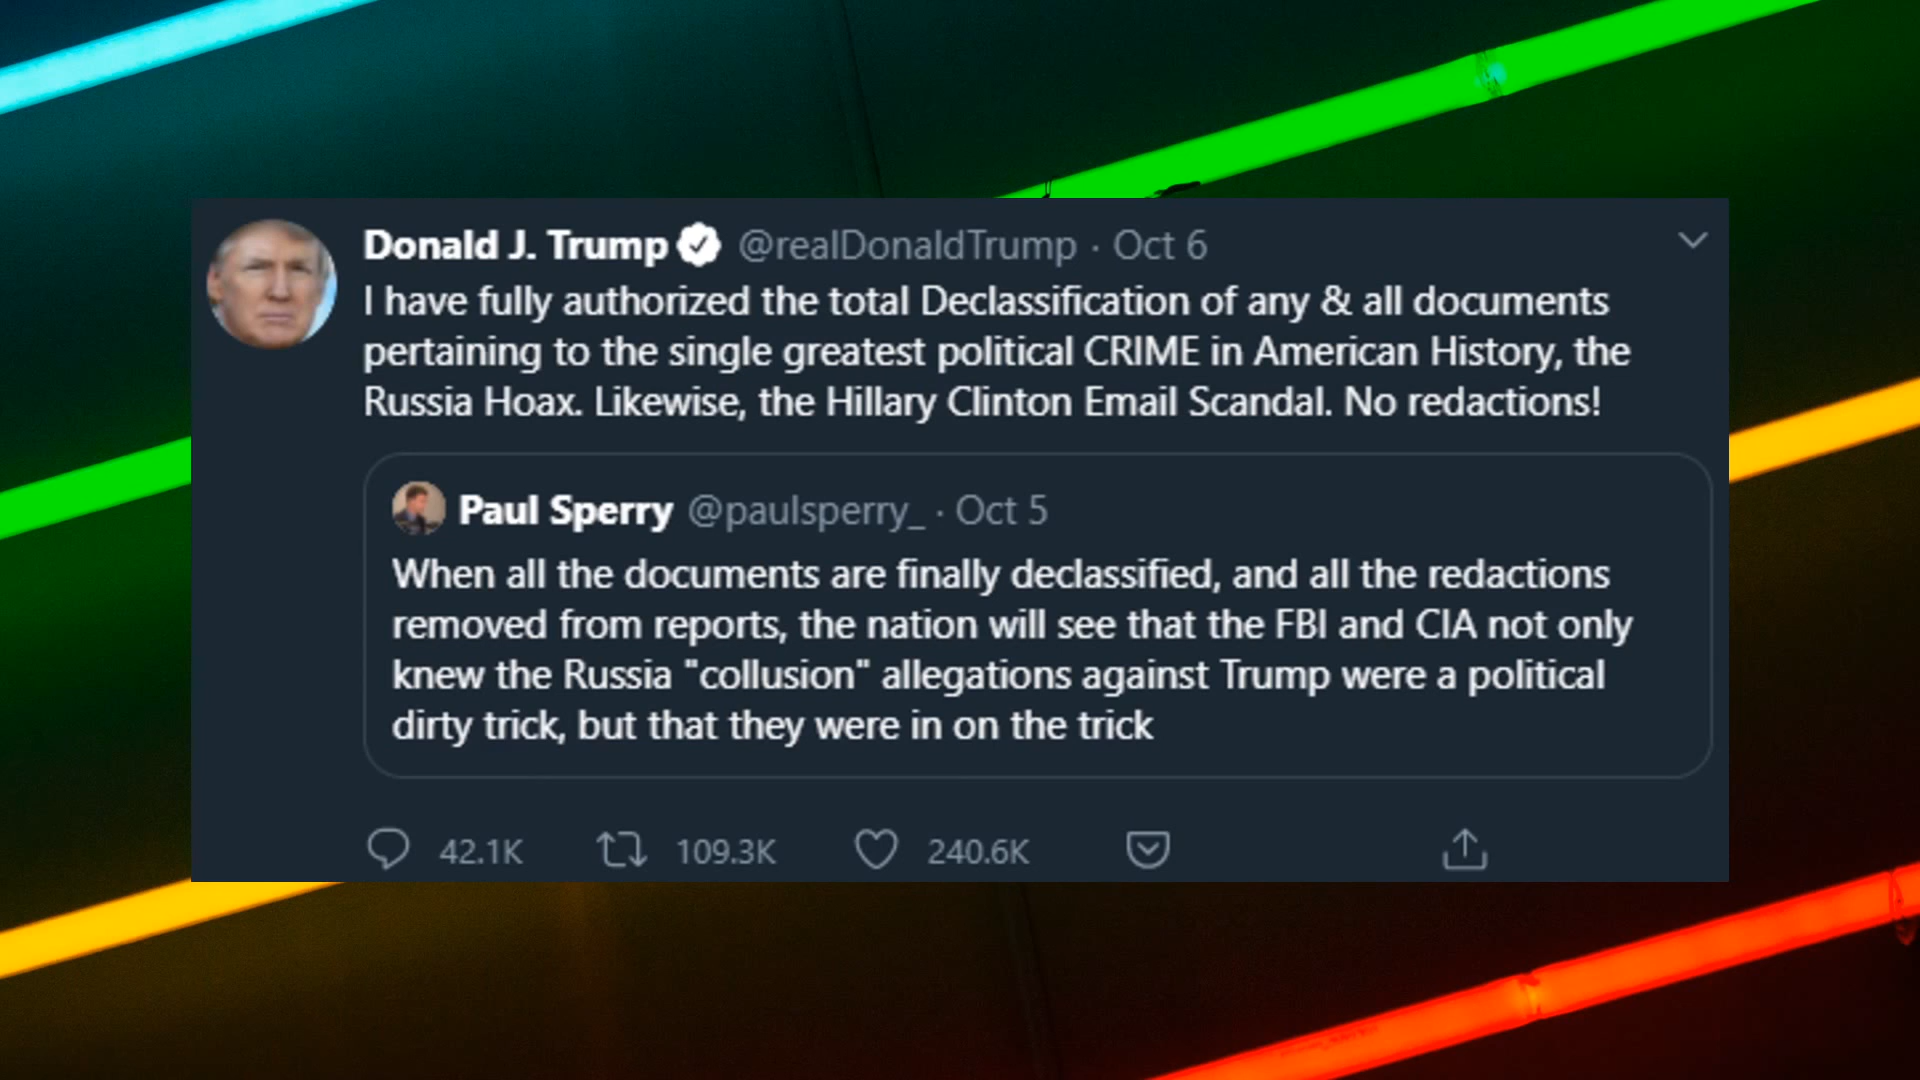 Donald J. Trump @realDonaldTrump · Oct 6
I have fully authorized the total Declassification of any & all documents
pertaining to the single greatest political CRIME in American History, the
Russia Hoax. Likewise, the Hillary Clinton Email Scandal. No redactions!
Paul Sperry @paulsperry_ · Oct 5
When all the documents are finally declassified, and all the redactions
removed from reports, the nation will see that the FBI and CIA not only
knew the Russia "collusion" allegations against Trump were a political
dirty trick, but that they were in on the trick
42.1K 109.3K 240.6K